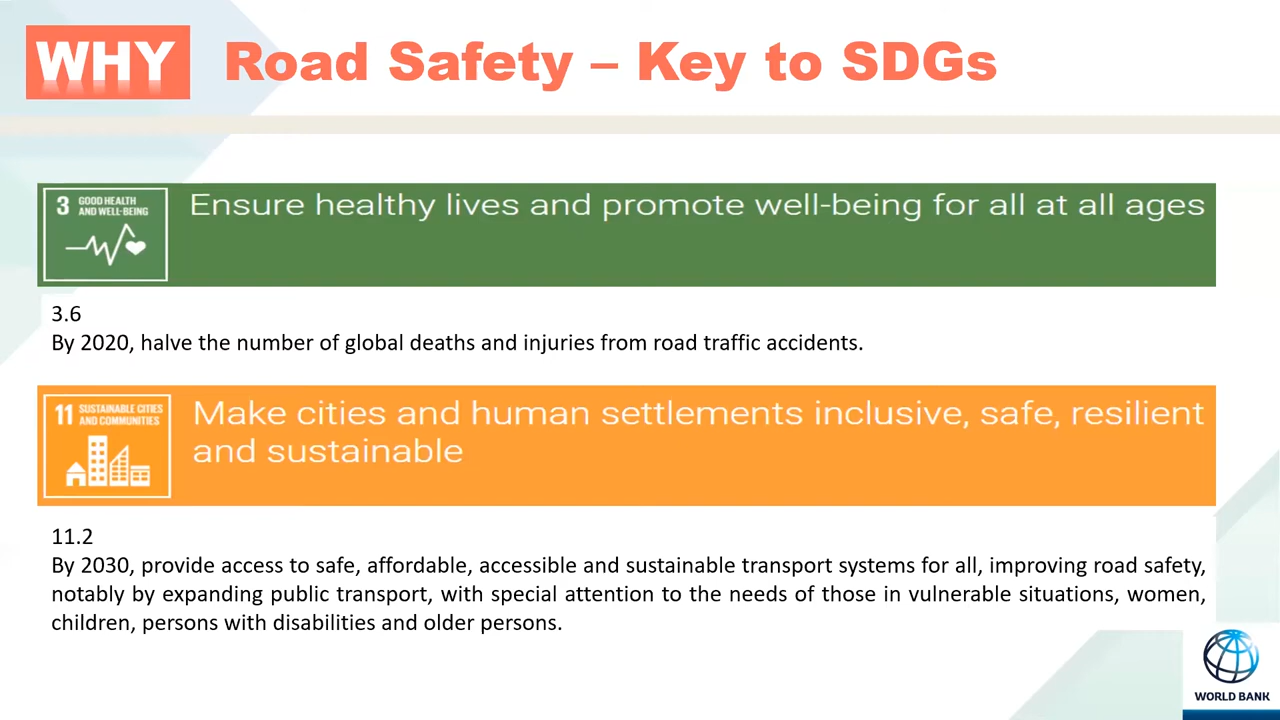 WHY Road Safety – Key to SDGs
3 GOOD HEALTH
AND WELL-BEING
Ensure healthy lives and promote well-being for all at all ages
3.6
By 2020, halve the number of global deaths and injuries from road traffic accidents.
11 SUSTAINABLE CITIES
AND COMMUNITIES
Make cities and human settlements inclusive, safe, resilient
and sustainable
11.2
By 2030, provide access to safe, affordable, accessible and sustainable transport systems for all, improving road safety,
notably by expanding public transport, with special attention to the needs of those in vulnerable situations, women,
children, persons with disabilities and older persons.
WORLD BANK